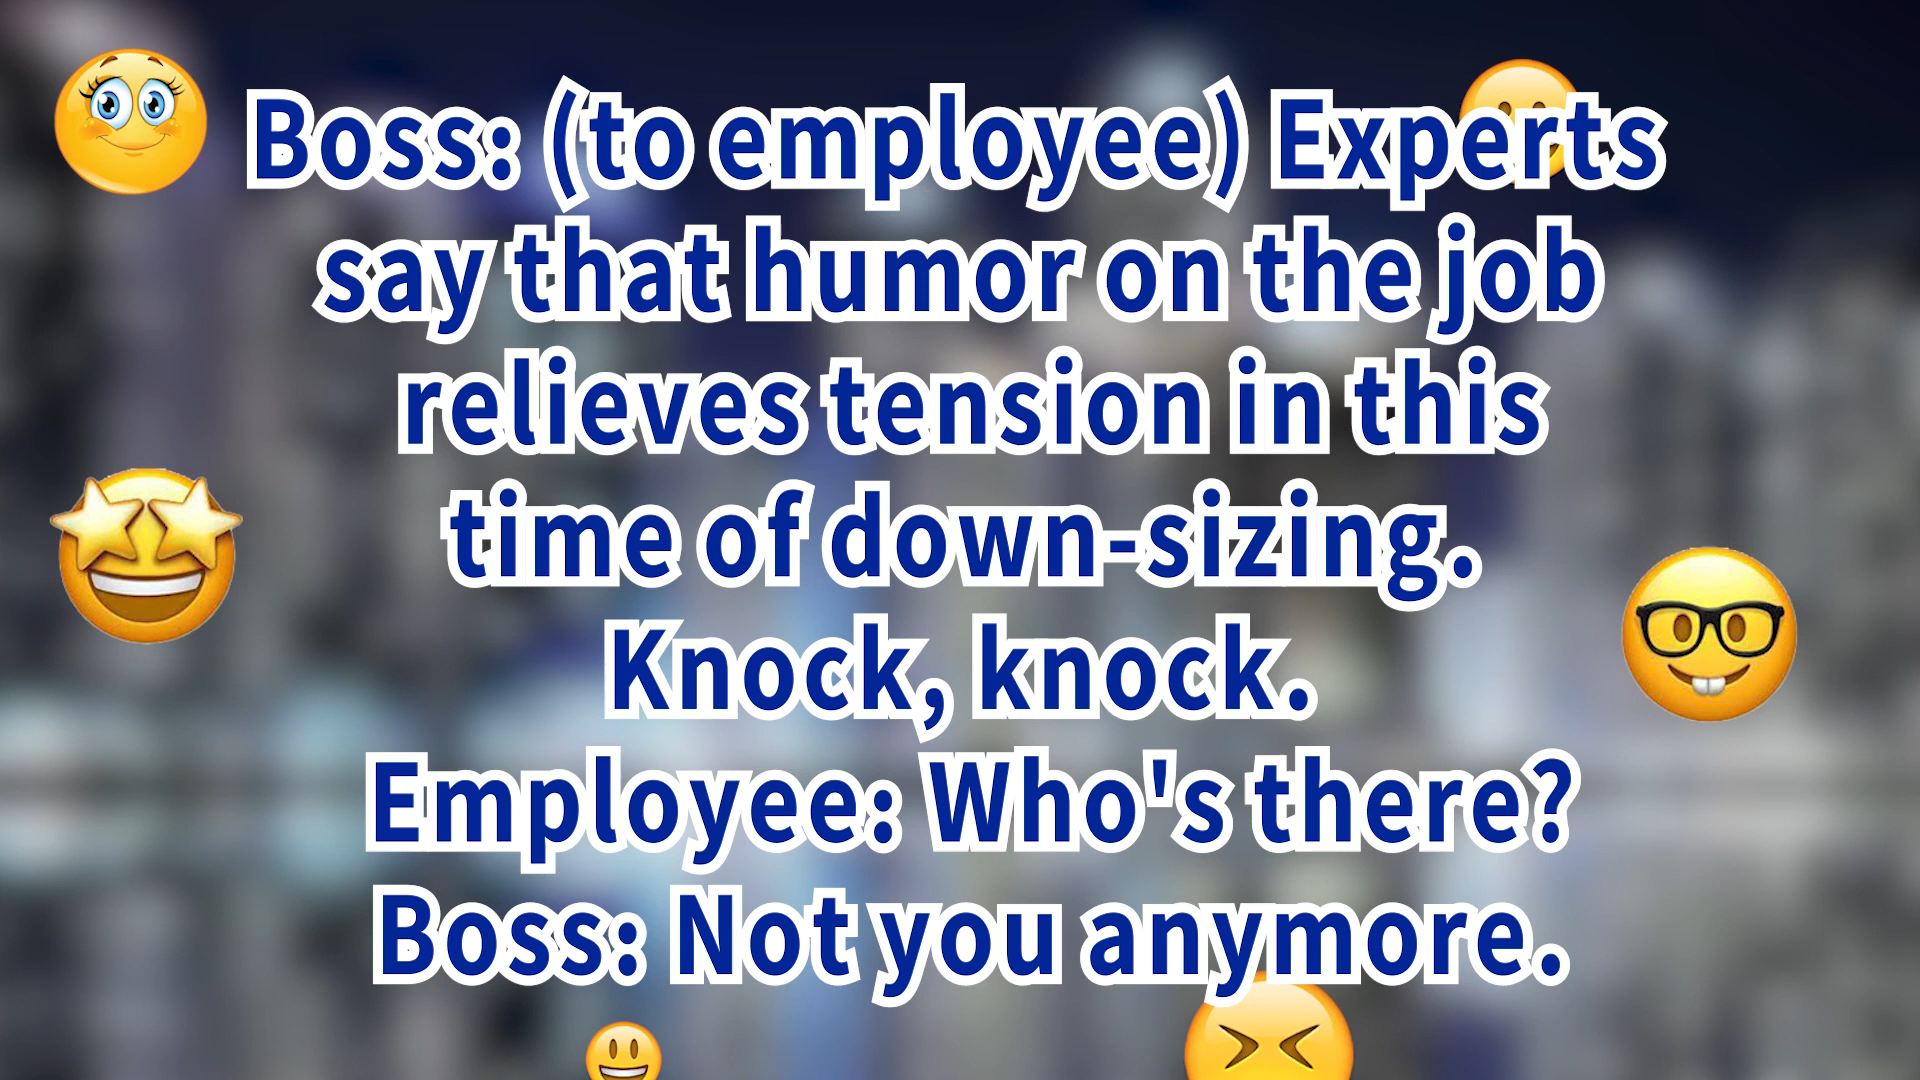 Boss: (to employee) Experts
say that humor on the job
relieves tension in this
time of down-sizing.
Knock, knock.
Employee: Who's there?
Boss: Not you anymore.